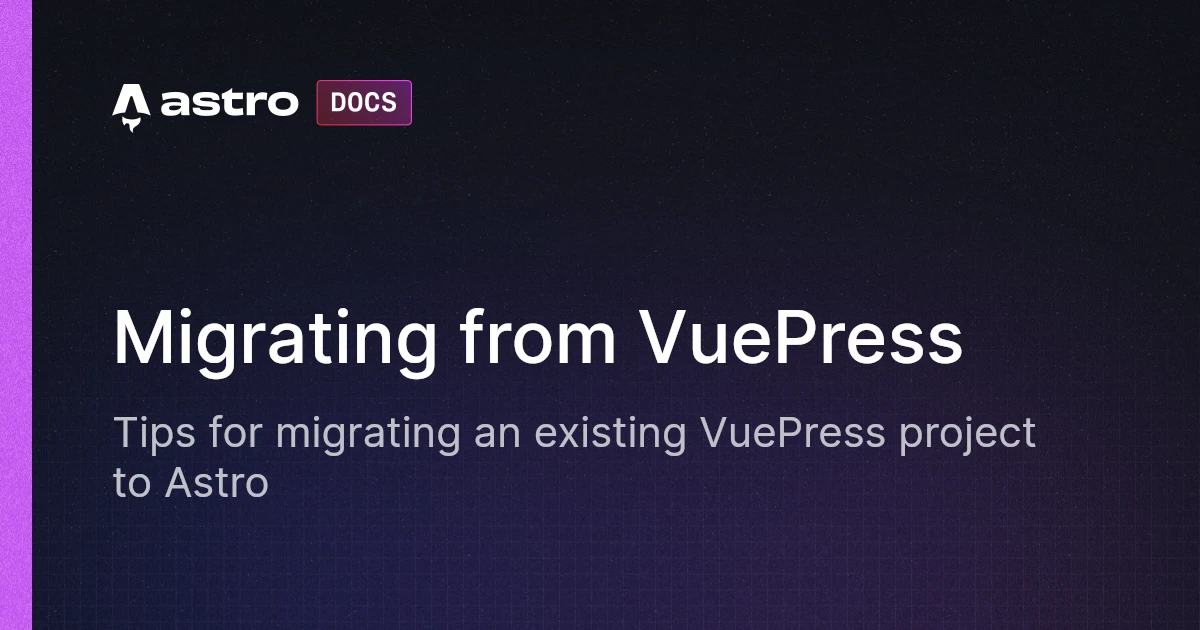 astro DOCS
Migrating from VuePress
Tips for migrating an existing VuePress project
to Astro